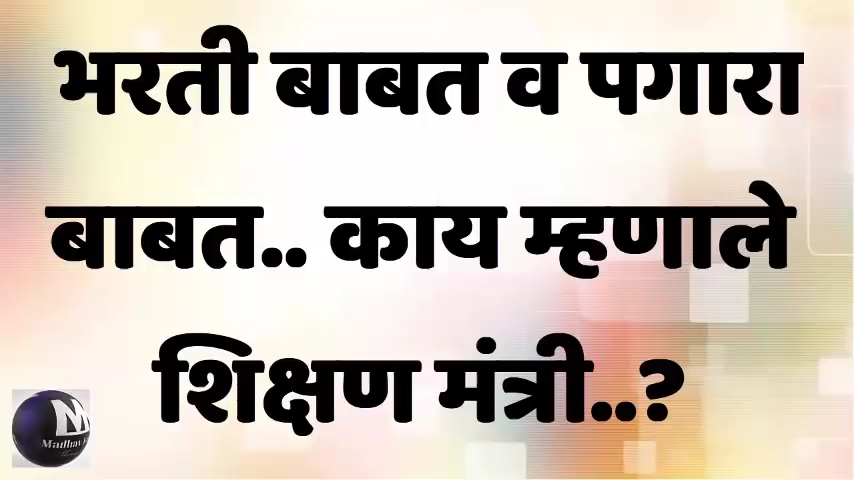 भरती बाबत व पगारा
बाबत.. काय म्हणाले
शिक्षण मंत्री..?
M